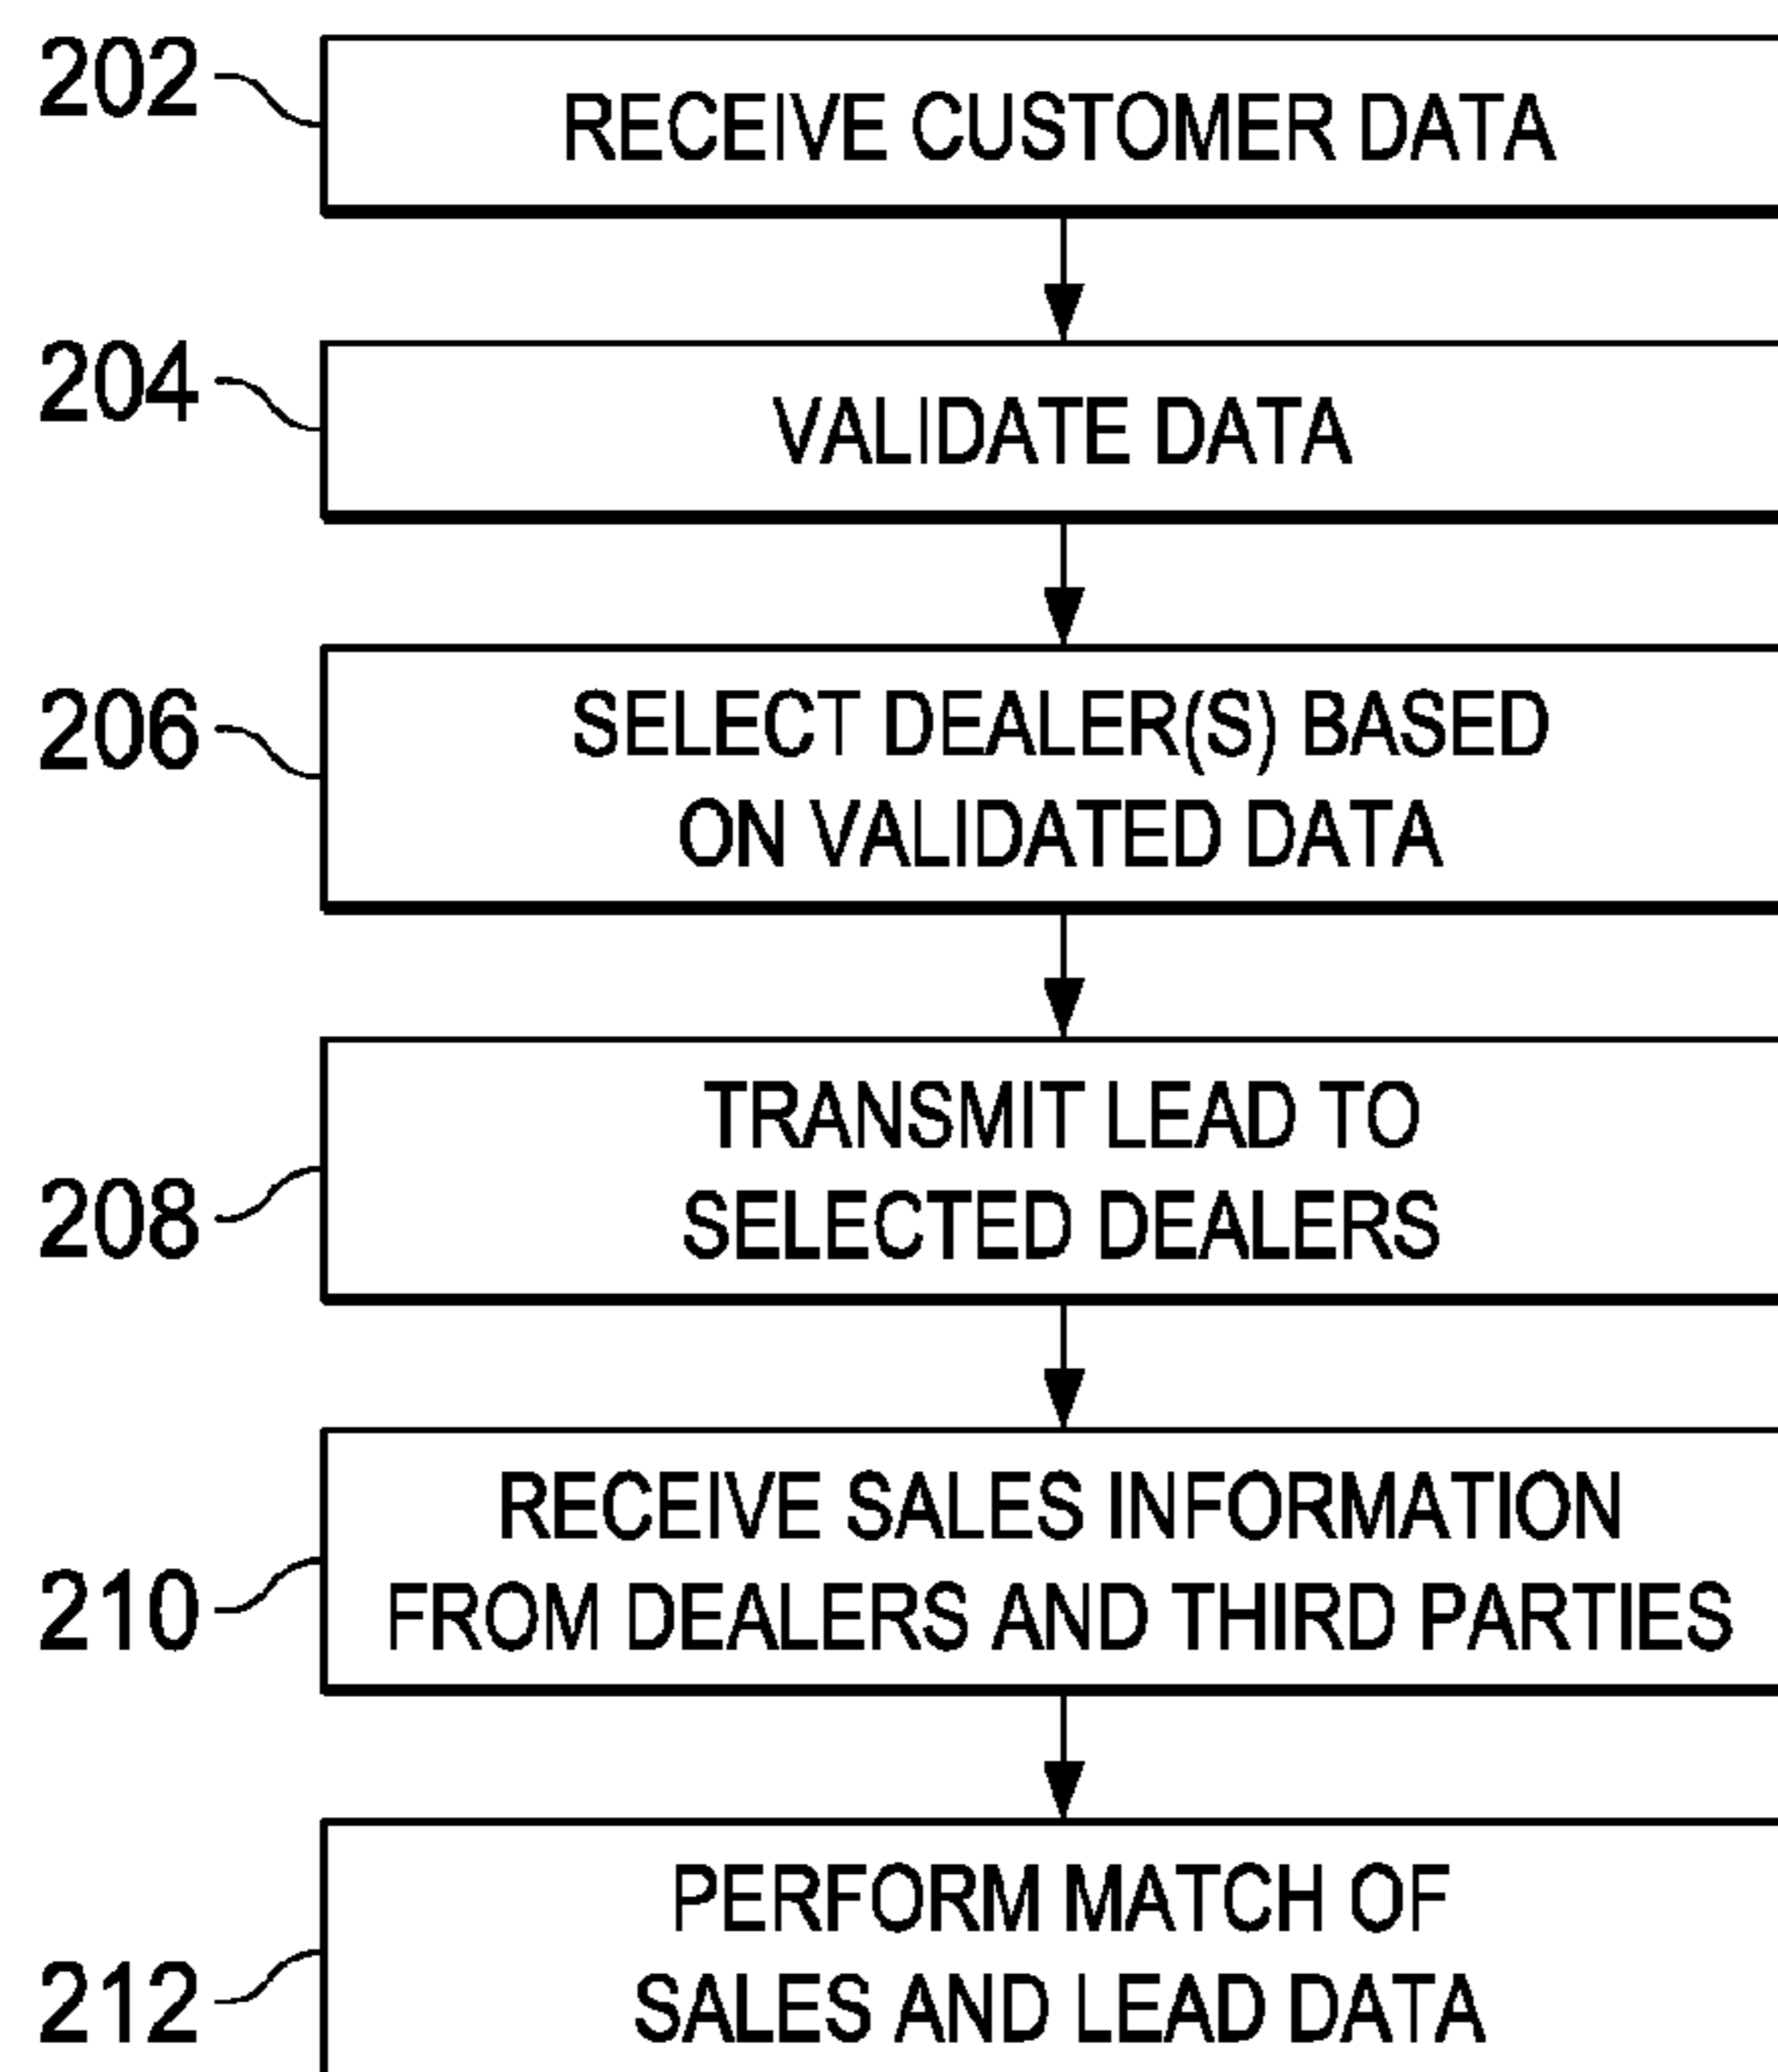 202
RECEIVE CUSTOMER DATA
204
VALIDATE DATA
206
SELECT DEALER(S) BASED
ON VALIDATED DATA
208
TRANSMIT LEAD TO
SELECTED DEALERS
210
RECEIVE SALES INFORMATION
FROM DEALERS AND THIRD PARTIES
212
PERFORM MATCH OF
SALES AND LEAD DATA